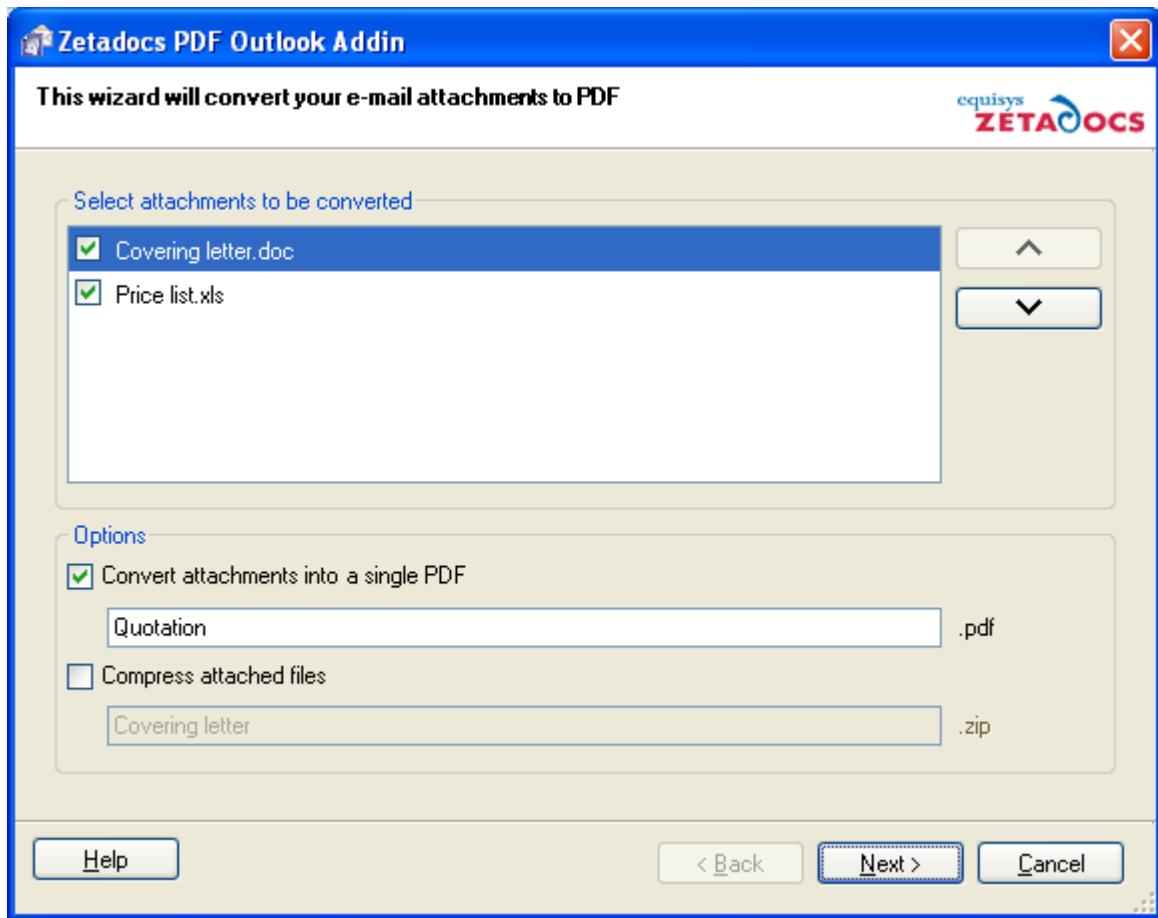 Zetadocs PDF Outlook Addin
This wizard will convert your e-mail attachments to PDF
equisys
ZETADOCS
Select attachments to be converted
Covering letter.doc
Price list.xls
Options
Convert attachments into a single PDF
Quotation .pdf
Compress attached files
Covering letter .zip
Help < Back Next > Cancel